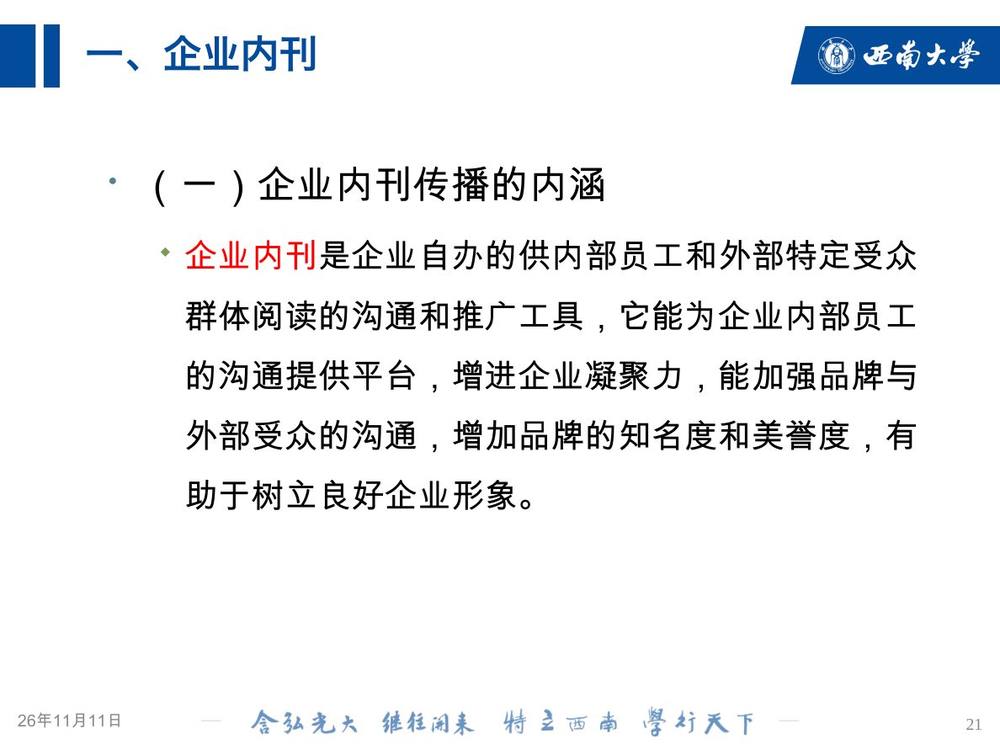 一、企业内刊
西南大学
（一）企业内刊传播的内涵
企业内刊是企业自办的供内部员工和外部特定受众
群体阅读的沟通和推广工具，它能为企业内部员工
的沟通提供平台，增进企业凝聚力，能加强品牌与
外部受众的沟通，增加品牌的知名度和美誉度，有
助于树立良好企业形象。
26年11月11日
含弘光大 继往开来 特立西南 學行天下
21